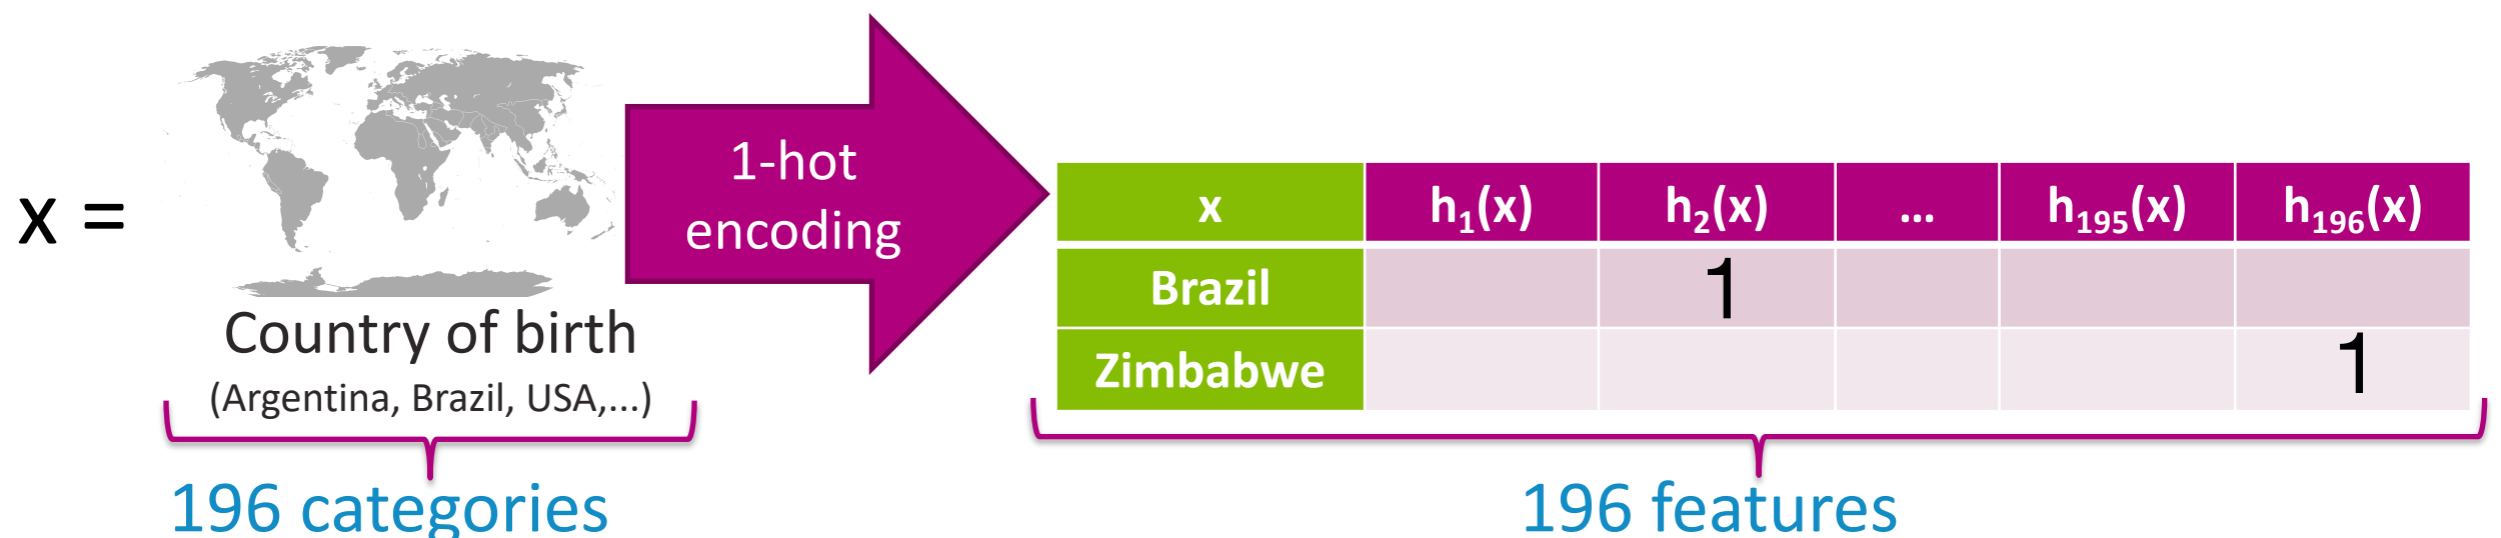 x =
Country of birth
(Argentina, Brazil, USA,...)
196 categories
1-hot
encoding
x h₁(x) h₂(x) ... h₁₉₅(x) h₁₉₆(x)
Brazil 1
Zimbabwe 1
196 features